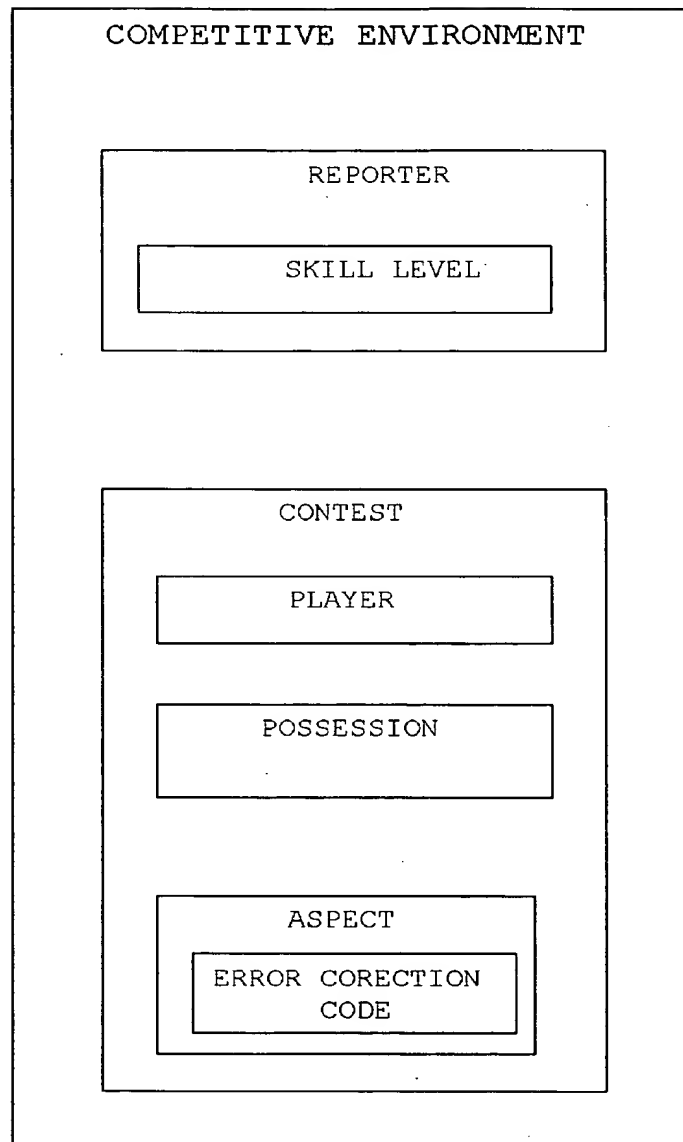 COMPETITIVE ENVIRONMENT
REPORTER
SKILL LEVEL
CONTEST
PLAYER
POSSESSION
ASPECT
ERROR CORECTION
CODE